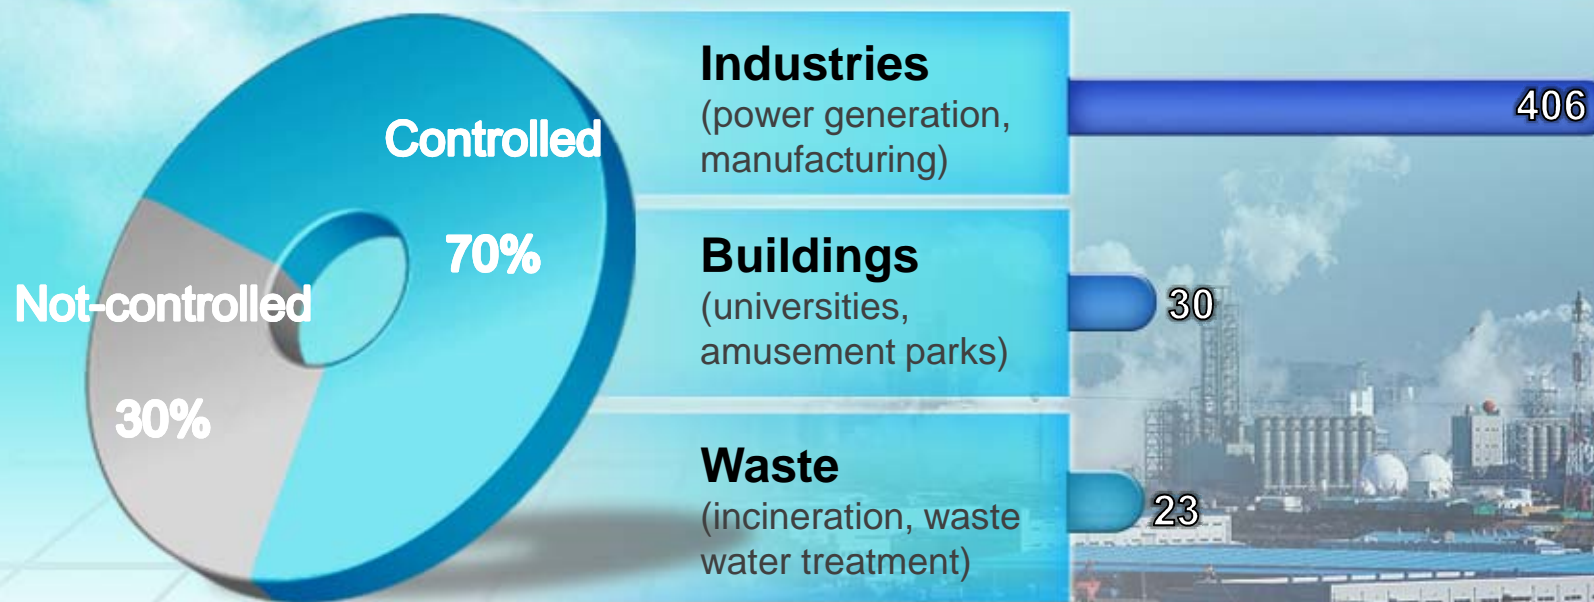 Controlled
70%
Not-controlled
30%
Industries
(power generation,
manufacturing)
406
Buildings
(universities,
amusement parks)
30
Waste
(incineration, waste
water treatment)
23